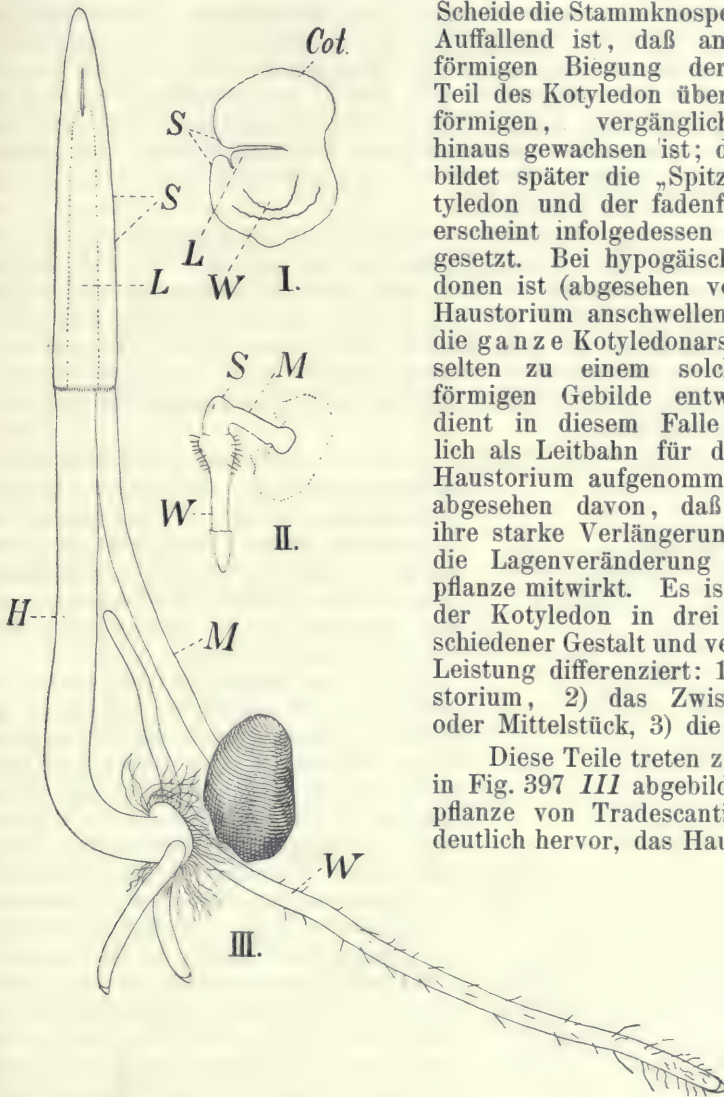 Scheide die Stammknospe
Auffallend ist, daß an
förmigen Biegung der
Teil des Kotyledon über
förmigen, vergänglich
hinaus gewachsen ist; d
bildet später die „Spitz
tyledon und der fadenf
erscheint infolgedessen
gesetzt. Bei hypogäisch
donen ist (abgesehen v
Haustorium anschwellen
die ganze Kotyledonars
selten zu einem solc
förmigen Gebilde entw
dient in diesem Falle
lich als Leitbahn für d
Haustorium aufgenomm
abgesehen davon, daß
ihre starke Verlängerun
die Lagenveränderung
pflanze mitwirkt. Es is
der Kotyledon in drei
schiedener Gestalt und ve
Leistung differenziert: 1
storium, 2) das Zwis
oder Mittelstück, 3) die
Diese Teile treten z
in Fig. 397 III abgebild
pflanze von Tradescanti
deutlich hervor, das Hau
Cot.
S
L
W
I.
S
L
S
M
W
II.
H
M
W
III.